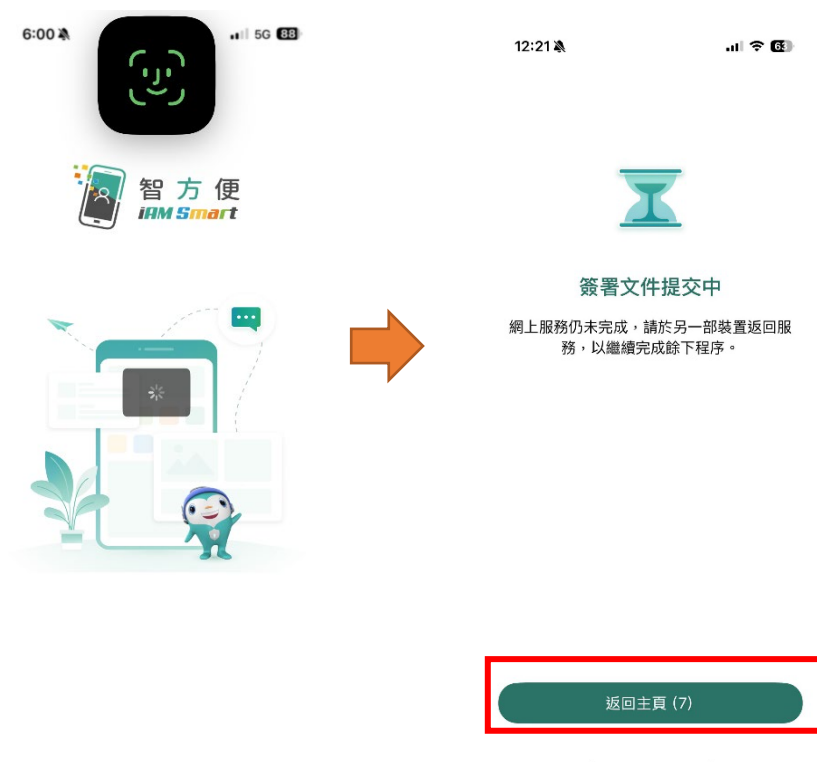 6:00
5G 88
智方便
iAM Smart
12:21
63
簽署文件提交中
網上服務仍未完成，請於另一部裝置返回服
務，以繼續完成餘下程序。
返回主頁 (7)